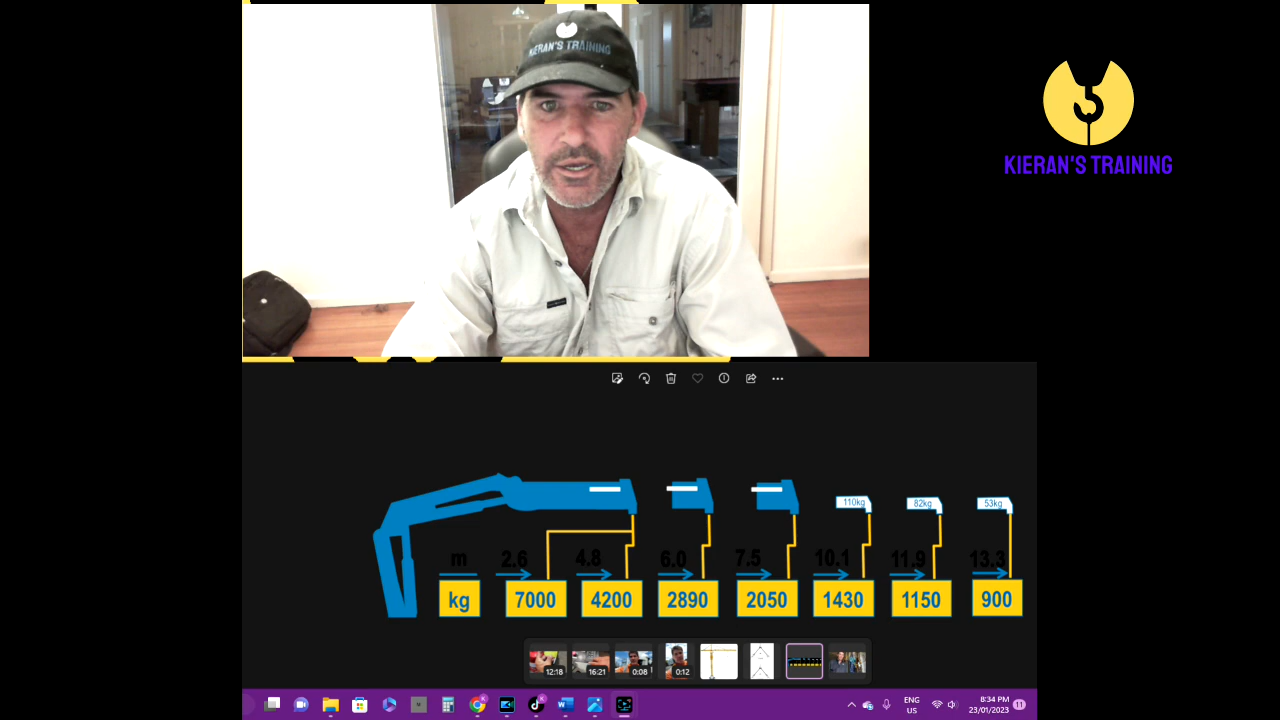 KIERAN'S TRAINING
KIERAN'S TRAINING
110kg 82kg 53kg
m 2.6 4.8 6.0 7.5 10.1 11.9 13.3
kg 7000 4200 2890 2050 1430 1150 900
12:18 16:21 0:08 0:12
ENG
US
8:34 PM
23/01/2023
11